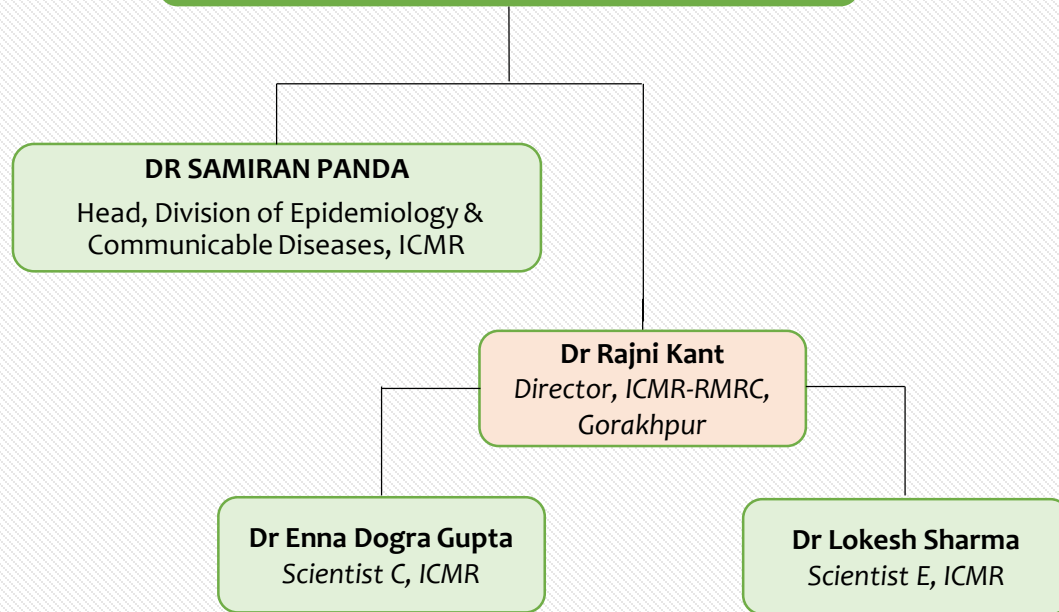 DR SAMIRAN PANDA
Head, Division of Epidemiology &
Communicable Diseases, ICMR
Dr Rajni Kant
Director, ICMR-RMRC,
Gorakhpur
Dr Enna Dogra Gupta
Scientist C, ICMR
Dr Lokesh Sharma
Scientist E, ICMR